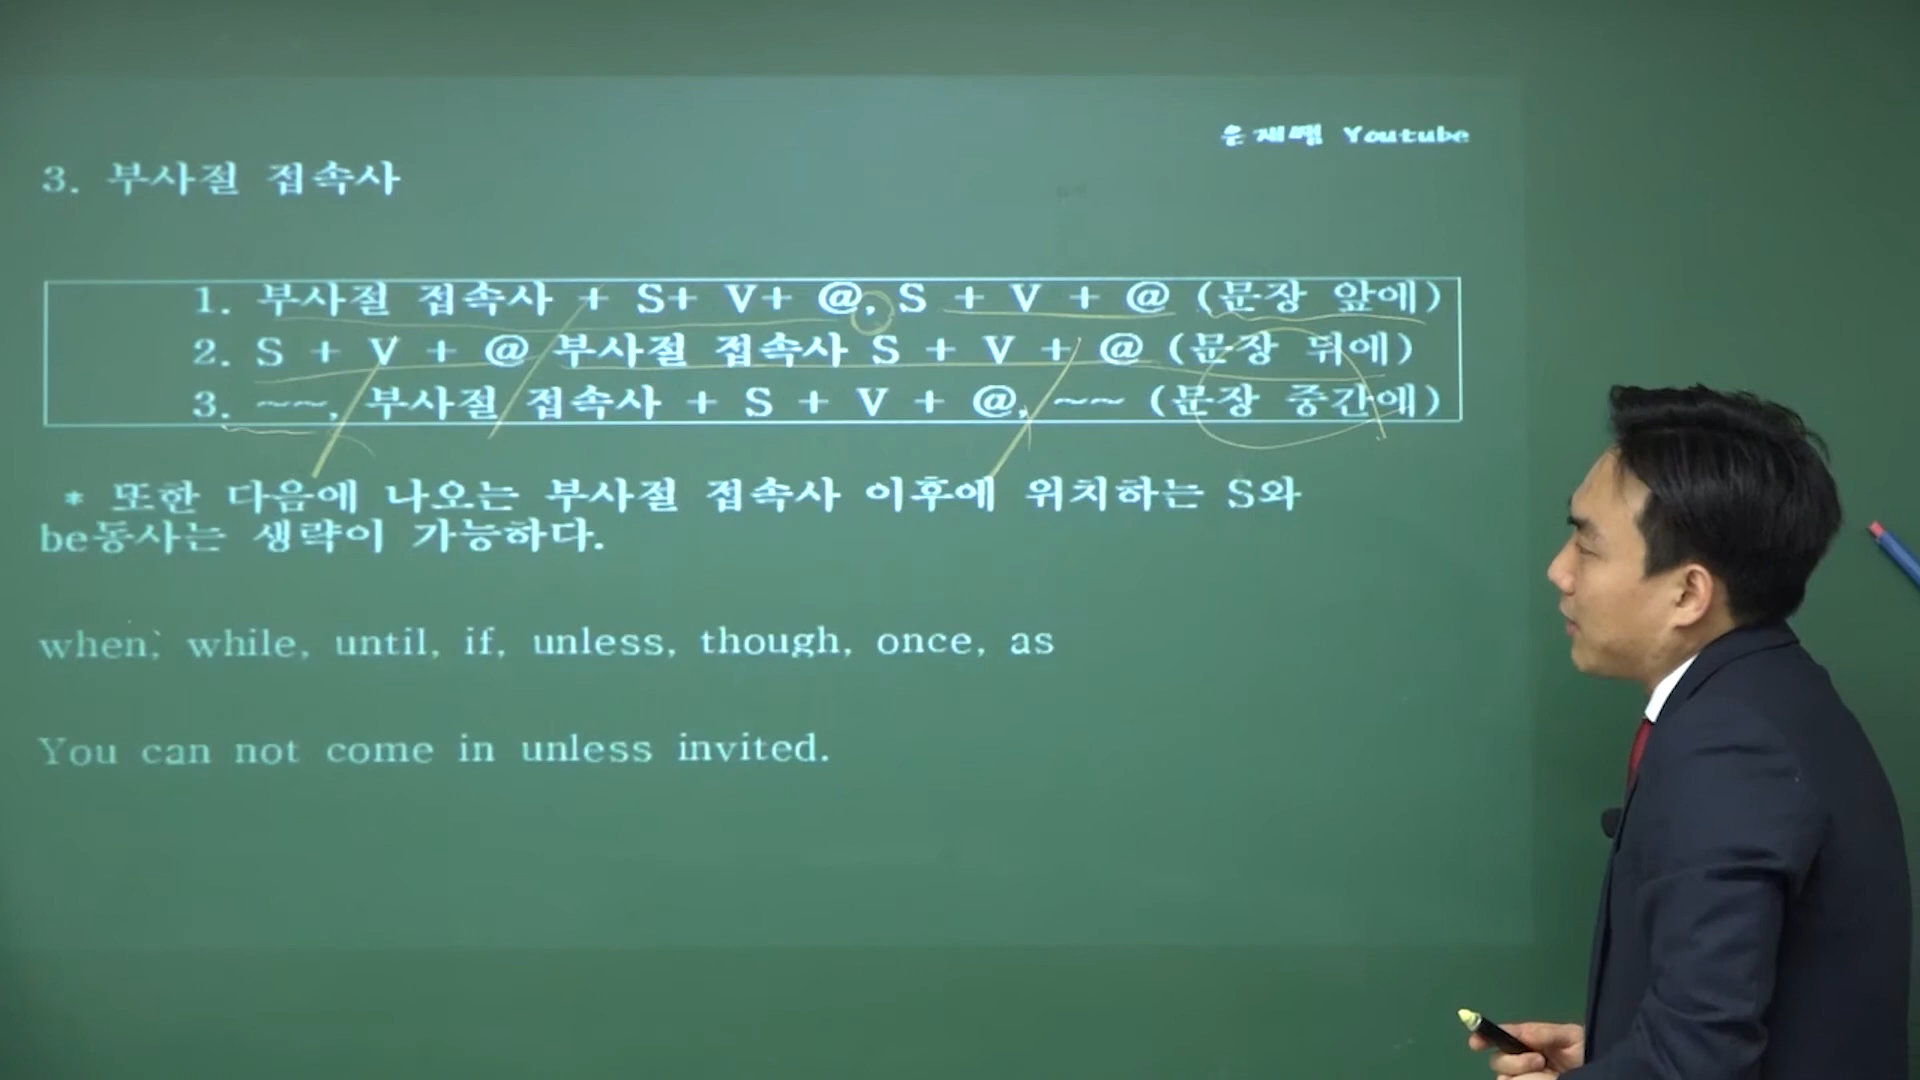 은재쌤 Youtube
3. 부사절 접속사
1. 부사절 접속사 + S+ V+ @, S + V + @ (문장 앞에)
2. S + V + @ 부사절 접속사 S + V + @ (문장 뒤에)
3. ~~, 부사절 접속사 + S + V + @, ~~ (문장 중간에)
* 또한 다음에 나오는 부사절 접속사 이후에 위치하는 S와
be동사는 생략이 가능하다.
when, while, until, if, unless, though, once, as
You can not come in unless invited.